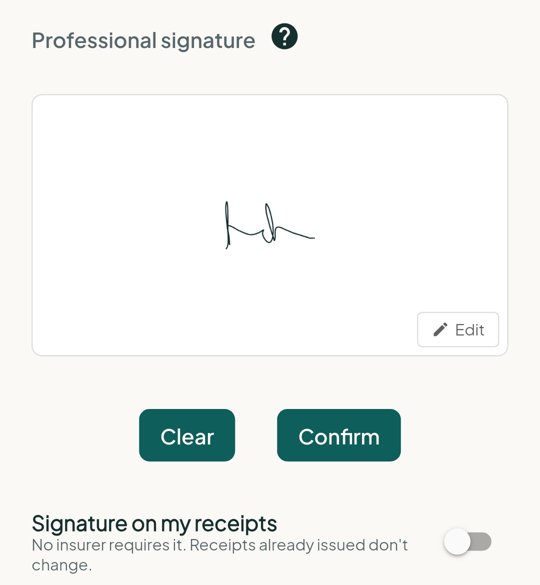 Professional signature ?
Edit
Clear Confirm
Signature on my receipts
No insurer requires it. Receipts already issued don't
change.